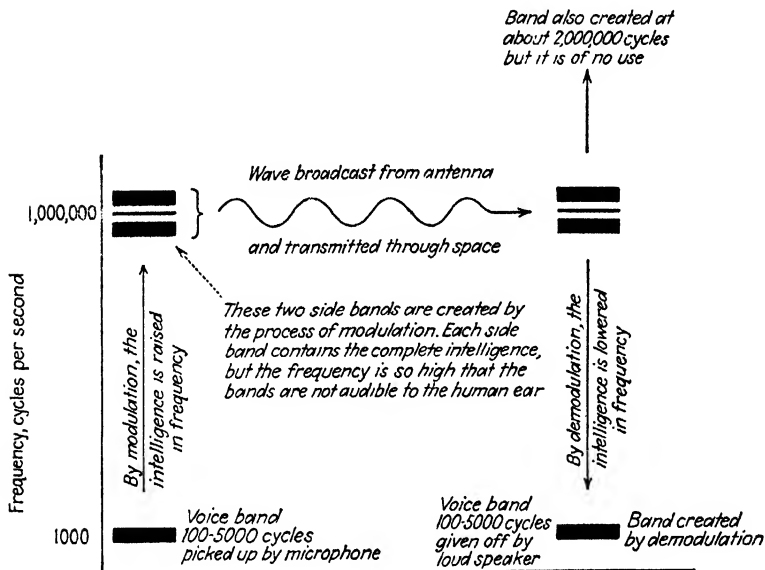 Band also created at
about 2,000,000 cycles
but it is of no use
Wave broadcast from antenna
1,000,000
and transmitted through space
These two side bands are created by
the process of modulation. Each side
band contains the complete intelligence,
but the frequency is so high that the
bands are not audible to the human ear
Frequency, cycles per second
By modulation, the
intelligence is raised
in frequency
By demodulation, the
intelligence is lowered
in frequency
1000
Voice band
100-5000 cycles
picked up by microphone
Voice band
100-5000 cycles
given off by
loud speaker
Band created
by demodulation